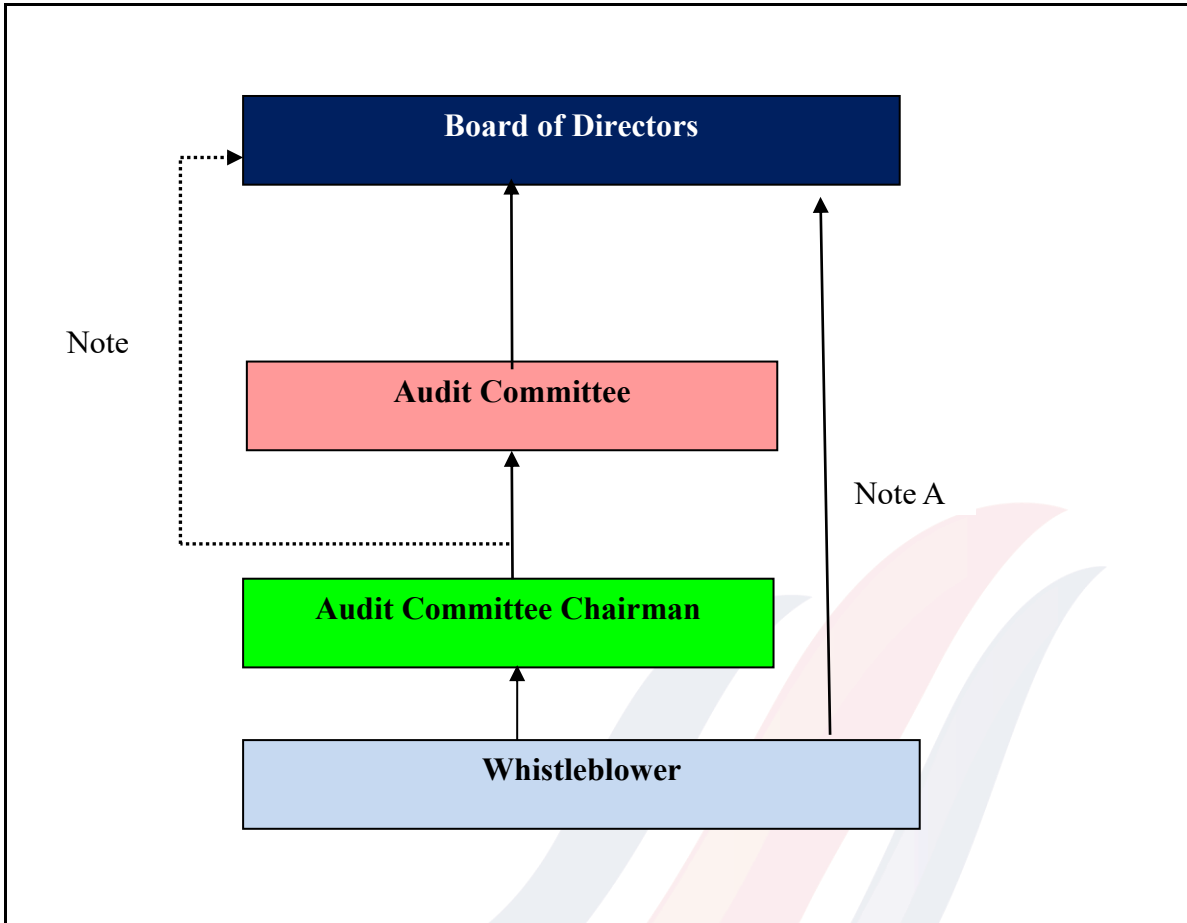 Board of Directors
Note
Audit Committee
Note A
Audit Committee Chairman
Whistleblower